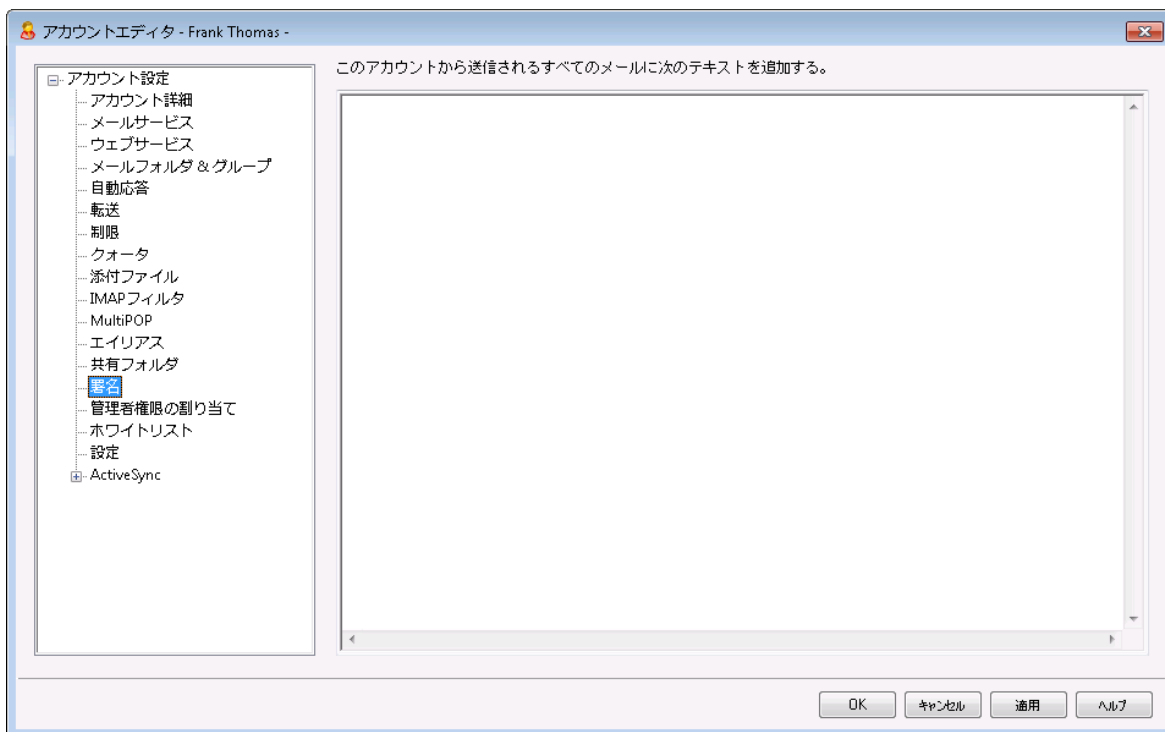 アカウントエディタ - Frank Thomas -
アカウント設定
アカウント詳細
メールサービス
ウェブサービス
メールフォルダ & グループ
自動応答
転送
制限
クォータ
添付ファイル
IMAPフィルタ
MultiPOP
エイリアス
共有フォルダ
署名
管理者権限の割り当て
ホワイトリスト
設定
ActiveSync
このアカウントから送信されるすべてのメールに次のテキストを追加する。
OK
キャンセル
適用
ヘルプ